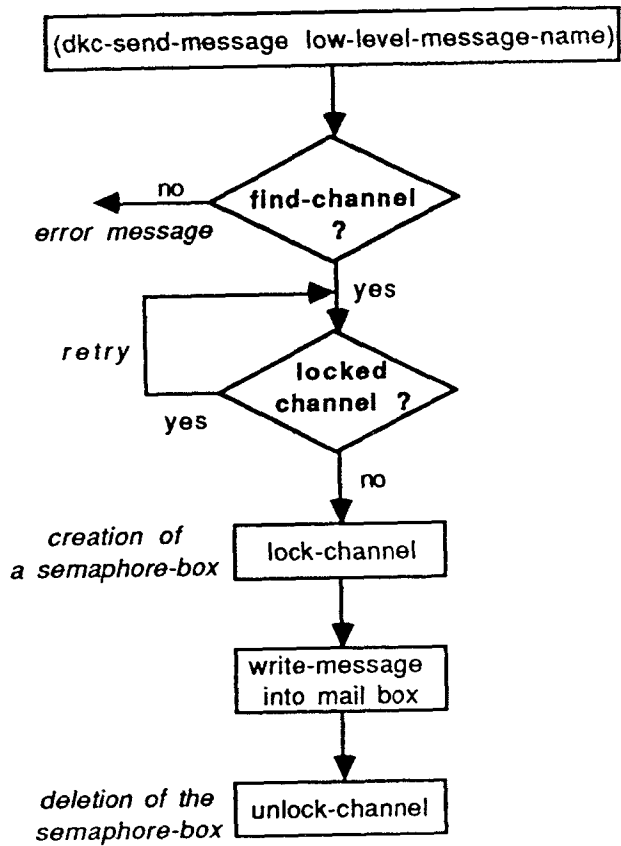 (dkc-send-message low-level-message-name)
no
find-channel
?
error message
yes
retry
locked
channel ?
yes
no
creation of
a semaphore-box
lock-channel
write-message
into mail box
deletion of the
semaphore-box
unlock-channel